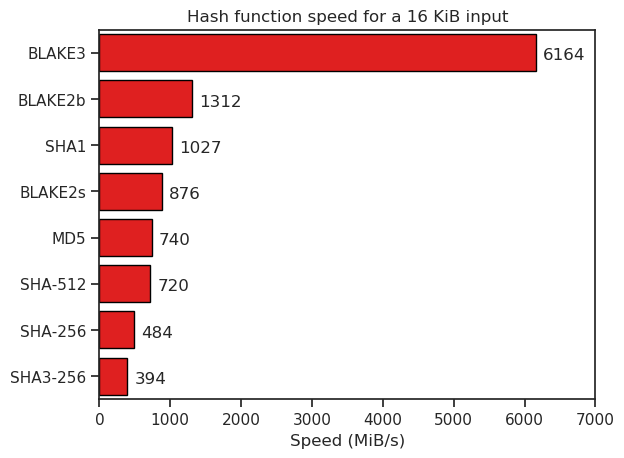 Hash function speed for a 16 KiB input
BLAKE3 6164
BLAKE2b 1312
SHA1 1027
BLAKE2s 876
MD5 740
SHA-512 720
SHA-256 484
SHA3-256 394
0 1000 2000 3000 4000 5000 6000 7000
Speed (MiB/s)